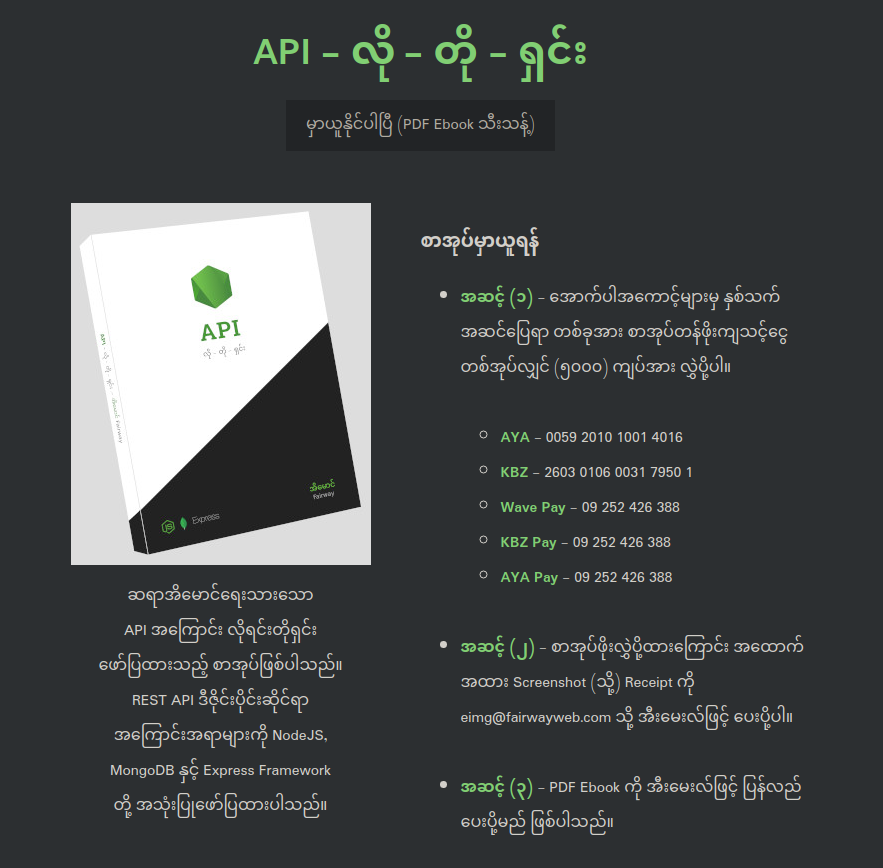 API – လို – တို – ရှင်း
မှာယူနိုင်ပါပြီ (PDF Ebook သီးသန့်)
API
လို - တို - ရှင်း
API - လို - တို - ရှင်း - အိမောင် Fairway
JS
Express
အိမောင်
Fairway
ဆရာအိမောင်ရေးသားသော
API အကြောင်း လိုရင်းတိုရှင်း
ဖော်ပြထားသည့် စာအုပ်ဖြစ်ပါသည်။
REST API ဒီဇိုင်းပိုင်းဆိုင်ရာ
အကြောင်းအရာများကို NodeJS,
MongoDB နှင့် Express Framework
တို့ အသုံးပြုဖော်ပြထားပါသည်။
စာအုပ်မှာယူရန်
အဆင့် (၁) – အောက်ပါအကောင့်များမှ နှစ်သက်
အဆင်ပြေရာ တစ်ခုအား စာအုပ်တန်ဖိုးကျသင့်ငွေ
တစ်အုပ်လျှင် (၅၀၀၀) ကျပ်အား လွှဲပို့ပါ။
AYA – 0059 2010 1001 4016
KBZ – 2603 0106 0031 7950 1
Wave Pay – 09 252 426 388
KBZ Pay – 09 252 426 388
AYA Pay – 09 252 426 388
အဆင့် (၂) – စာအုပ်ဖိုးလွှဲပို့ထားကြောင်း အထောက်
အထား Screenshot (သို့) Receipt ကို
eimg@fairwayweb.com သို့ အီးမေးလ်ဖြင့် ပေးပို့ပါ။
အဆင့် (၃) – PDF Ebook ကို အီးမေးလ်ဖြင့် ပြန်လည်
ပေးပို့မည် ဖြစ်ပါသည်။